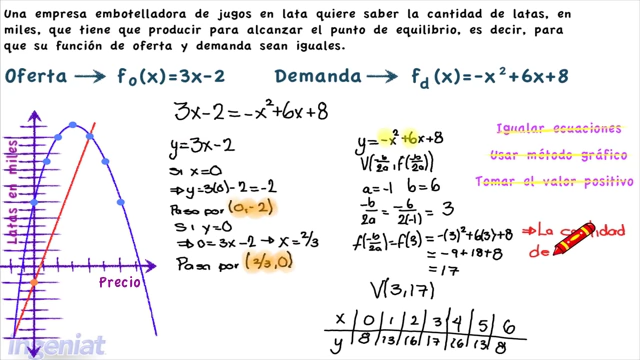 Una empresa embotelladora de jugos en lata quiere saber la cantidad de latas, en
miles, que tiene que producir para alcanzar el punto de equilibrio, es decir, para
que su función de oferta y demanda sean iguales.
Oferta → f₀(x)=3x-2 Demanda → f_d(x)=-x²+6x+8
3x-2=-x²+6x+8
y=3x-2
Si x=0
⇒y=3(0)-2=-2
Pasa por (0,-2)
Si y=0
⇒0=3x-2 → x=2/3
Pasa por (2/3,0)
y=-x²+6x+8
V(-b/2a, f(-b/2a))
a=-1 b=6
-b/2a = -6/2(-1) = 3
f(-b/2a)=f(3) = -(3)²+6(3)+8
= -9+18+8
= 17
V(3,17)
x 0 1 2 3 4 5 6
y 8 13 16 17 16 13 8
Igualar ecuaciones
Usar método gráfico
Tomar el valor positivo
⇒ La cantidad
de
Latas en miles
Precio
ingeniat